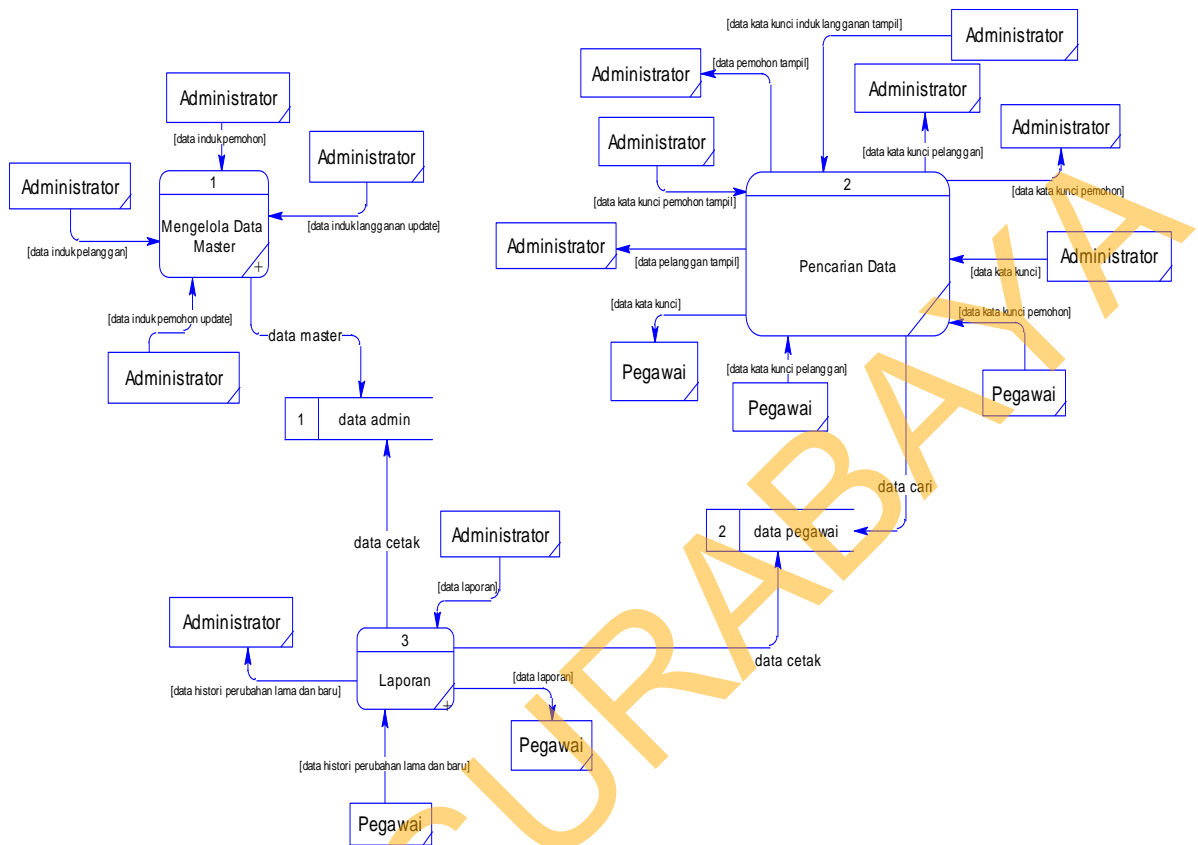 [data kata kunci induk langganan tampil]
Administrator
Administrator
[data pemohon tampil]
Administrator
Administrator
Administrator
Administrator
[data induk pemohon]
Administrator
Administrator
[data kata kunci pelanggan]
1
2
Administrator
[data kata kunci pemohon tampil]
[data kata kunci pemohon]
Mengelola Data
Master
[data induk langganan update]
[data induk pelanggan]
+
Administrator
[data pelanggan tampil]
Pencarian Data
Administrator
[data kata kunci]
[data kata kunci]
[data kata kunci pemohon]
[data induk pemohon update]
data master
Administrator
Pegawai
[data kata kunci pelanggan]
Pegawai
Pegawai
1
data admin
data cari
data cetak
Administrator
2
data pegawai
[data laporan]
Administrator
3
Laporan
+
data cetak
[data laporan]
[data histori perubahan lama dan baru]
Pegawai
[data histori perubahan lama dan baru]
Pegawai
SURABAYA